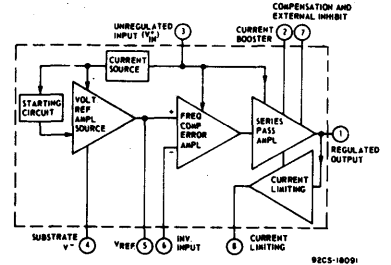 COMPENSATION AND
EXTERNAL INHIBIT
UNREGULATED
INPUT (V+IN)
3
CURRENT
BOOSTER
2
7
CURRENT
SOURCE
STARTING
CIRCUIT
VOLT
REF
AMPL
SOURCE
+
FREQ
COMP
ERROR
AMPL
-
SERIES
PASS
AMPL
1
REGULATED
OUTPUT
CURRENT
LIMITING
SUBSTRATE
V-
4
VREF
5
6
INV.
INPUT
8
CURRENT
LIMITING
92CS-18091